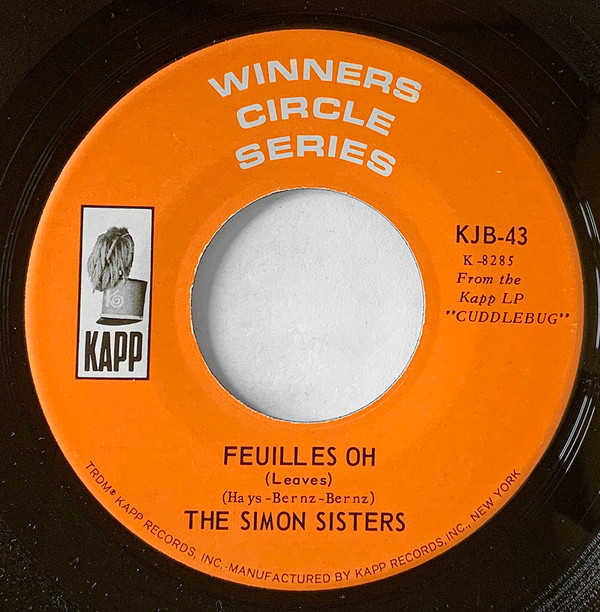 WINNERS
CIRCLE
SERIES
KAPP
KJB-43
K-8285
From the
Kapp LP
"CUDDLEBUG"
FEUILLES OH
(Leaves)
(Hays-Bernz-Bernz)
THE SIMON SISTERS
TRDM® KAPP RECORDS, INC.-MANUFACTURED BY KAPP RECORDS, INC., NEW YORK